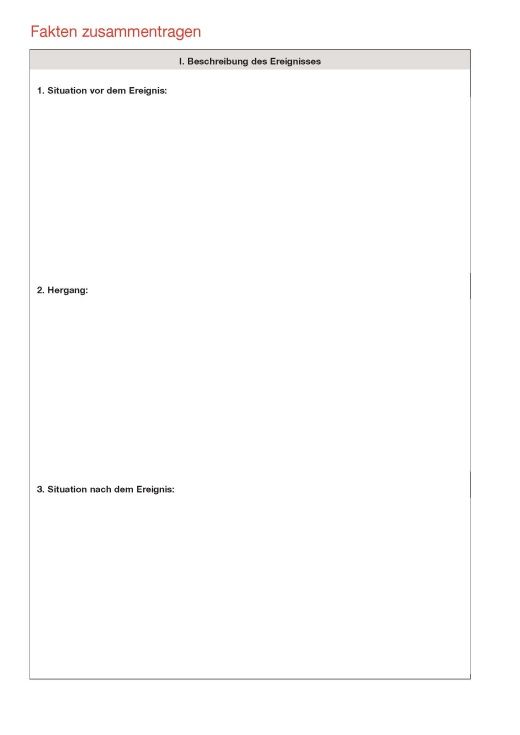 Fakten zusammentragen
I. Beschreibung des Ereignisses
1. Situation vor dem Ereignis:
2. Hergang:
3. Situation nach dem Ereignis: